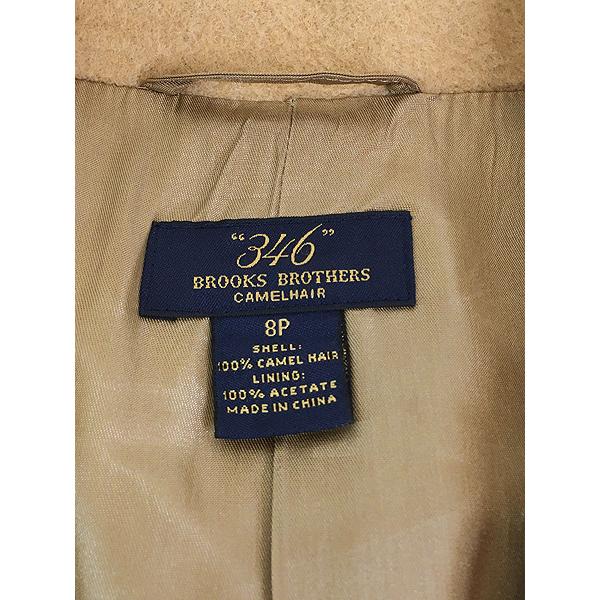 "346"
BROOKS BROTHERS
CAMELHAIR
8P
SHELL:
100% CAMEL HAIR
LINING:
100% ACETATE
MADE IN CHINA